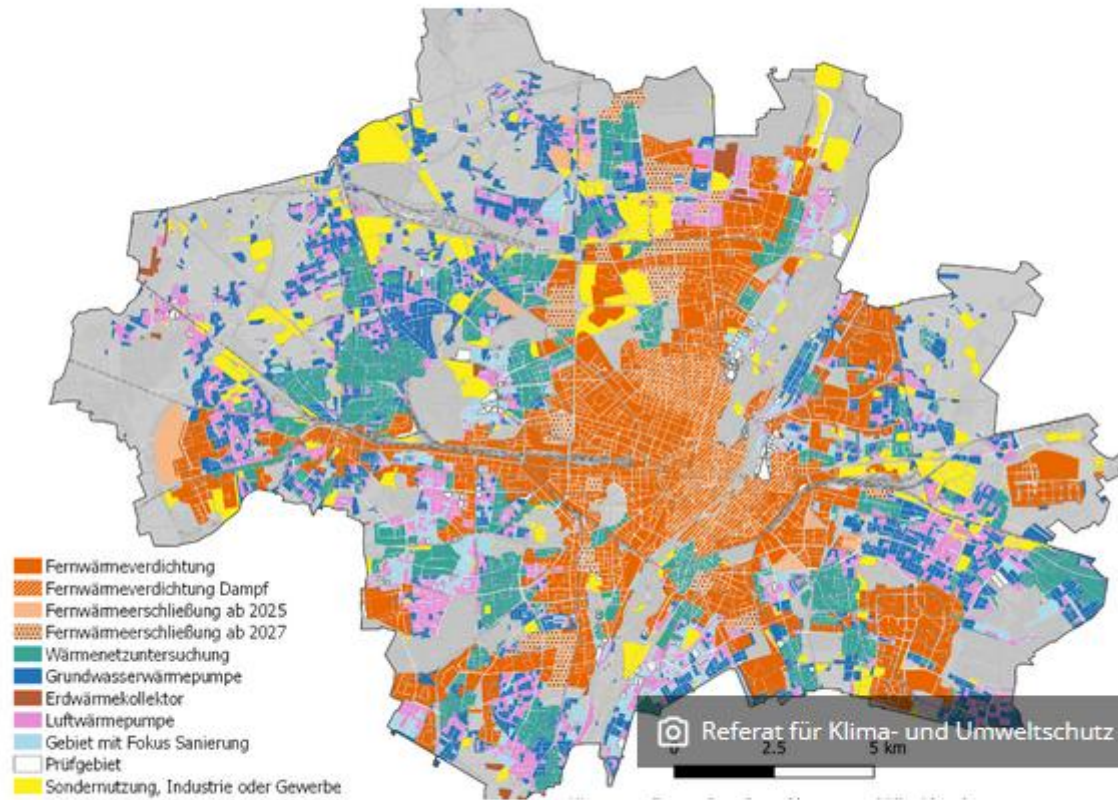 Fernwärmeverdichtung
Fernwärmeverdichtung Dampf
Fernwärmeerschließung ab 2025
Fernwärmeerschließung ab 2027
Wärmenetzuntersuchung
Grundwasserwärmepumpe
Erdwärmekollektor
Luftwärmepumpe
Gebiet mit Fokus Sanierung
Prüfgebiet
Sondernutzung, Industrie oder Gewerbe
Referat für Klima- und Umweltschutz
0 2.5 5 km